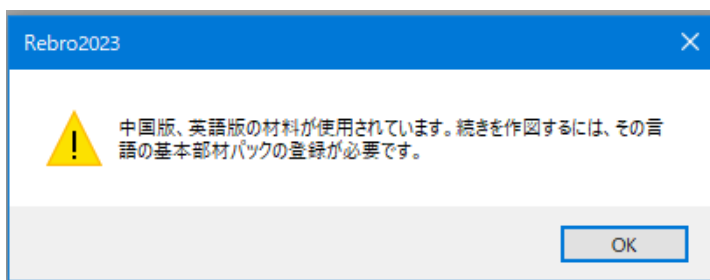 Rebro2023
中国版、英語版の材料が使用されています。続きを作図するには、その言
語の基本部材パックの登録が必要です。
OK